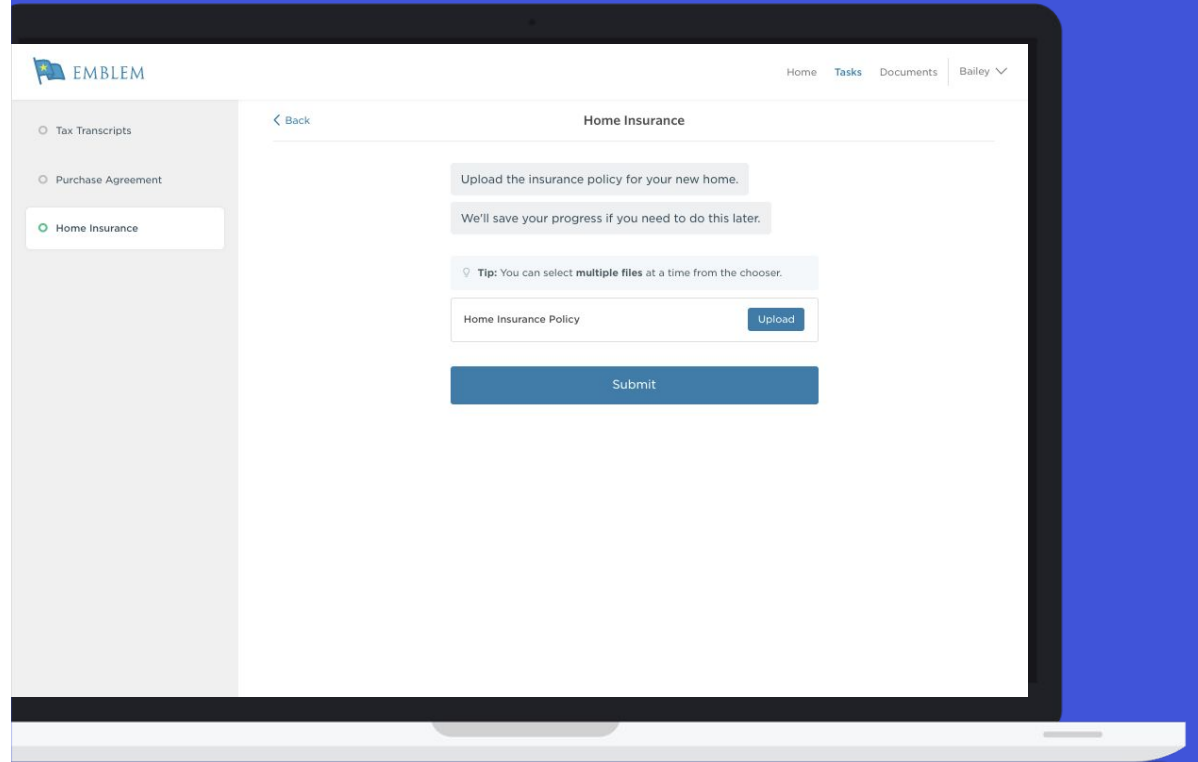 EMBLEM
Home Tasks Documents Bailey
Tax Transcripts
Purchase Agreement
Home Insurance
Back
Home Insurance
Upload the insurance policy for your new home.
We'll save your progress if you need to do this later.
Tip: You can select multiple files at a time from the chooser.
Home Insurance Policy
Upload
Submit